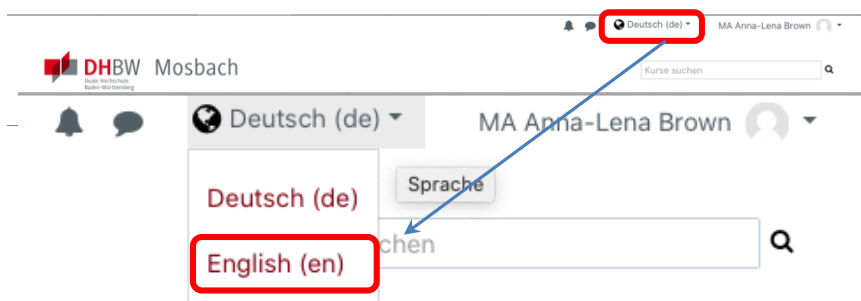 Deutsch (de) MA Anna-Lena Brown
DHBW Mosbach
Duale Hochschule
Baden-Württemberg
Kurse suchen
Deutsch (de) MA Anna-Lena Brown
Deutsch (de)
Sprache
chen
English (en)